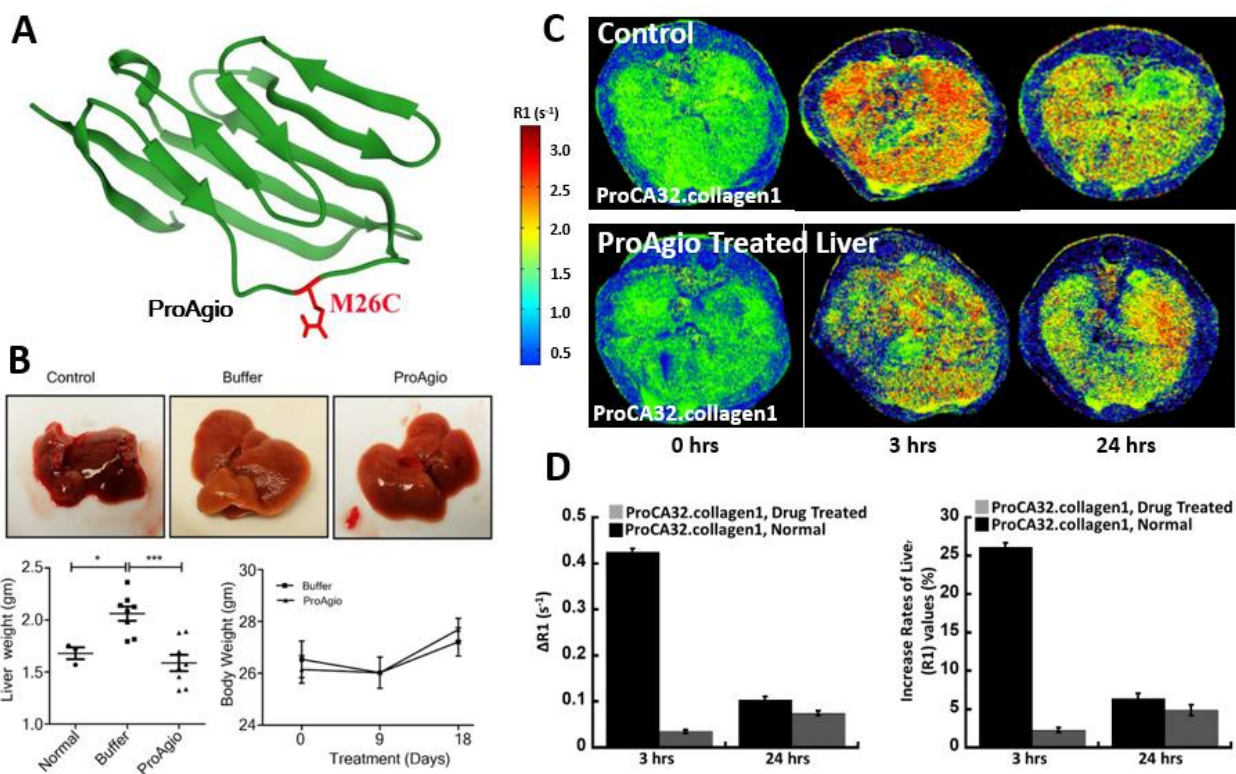 A
ProAgio
M26C
B
Control
Buffer
ProAgio
*
***
Liver weight (gm)
2.5
2.0
1.5
1.0
Normal
Buffer
ProAgio
Body Weight (gm)
30
28
26
24
Buffer
ProAgio
0
9
18
Treatment (Days)
C
R1 (s⁻¹)
3.0
2.5
2.0
1.5
1.0
0.5
Control
ProCA32.collagen1
ProAgio Treated Liver
ProCA32.collagen1
0 hrs
3 hrs
24 hrs
D
ProCA32.collagen1, Drug Treated
ProCA32.collagen1, Normal
ΔR1 (s⁻¹)
0.5
0.4
0.3
0.2
0.1
0
3 hrs
24 hrs
ProCA32.collagen1, Drug Treated
ProCA32.collagen1, Normal
Increase Rates of Liver
(R1) values (%)
30
25
20
15
10
5
0
3 hrs
24 hrs